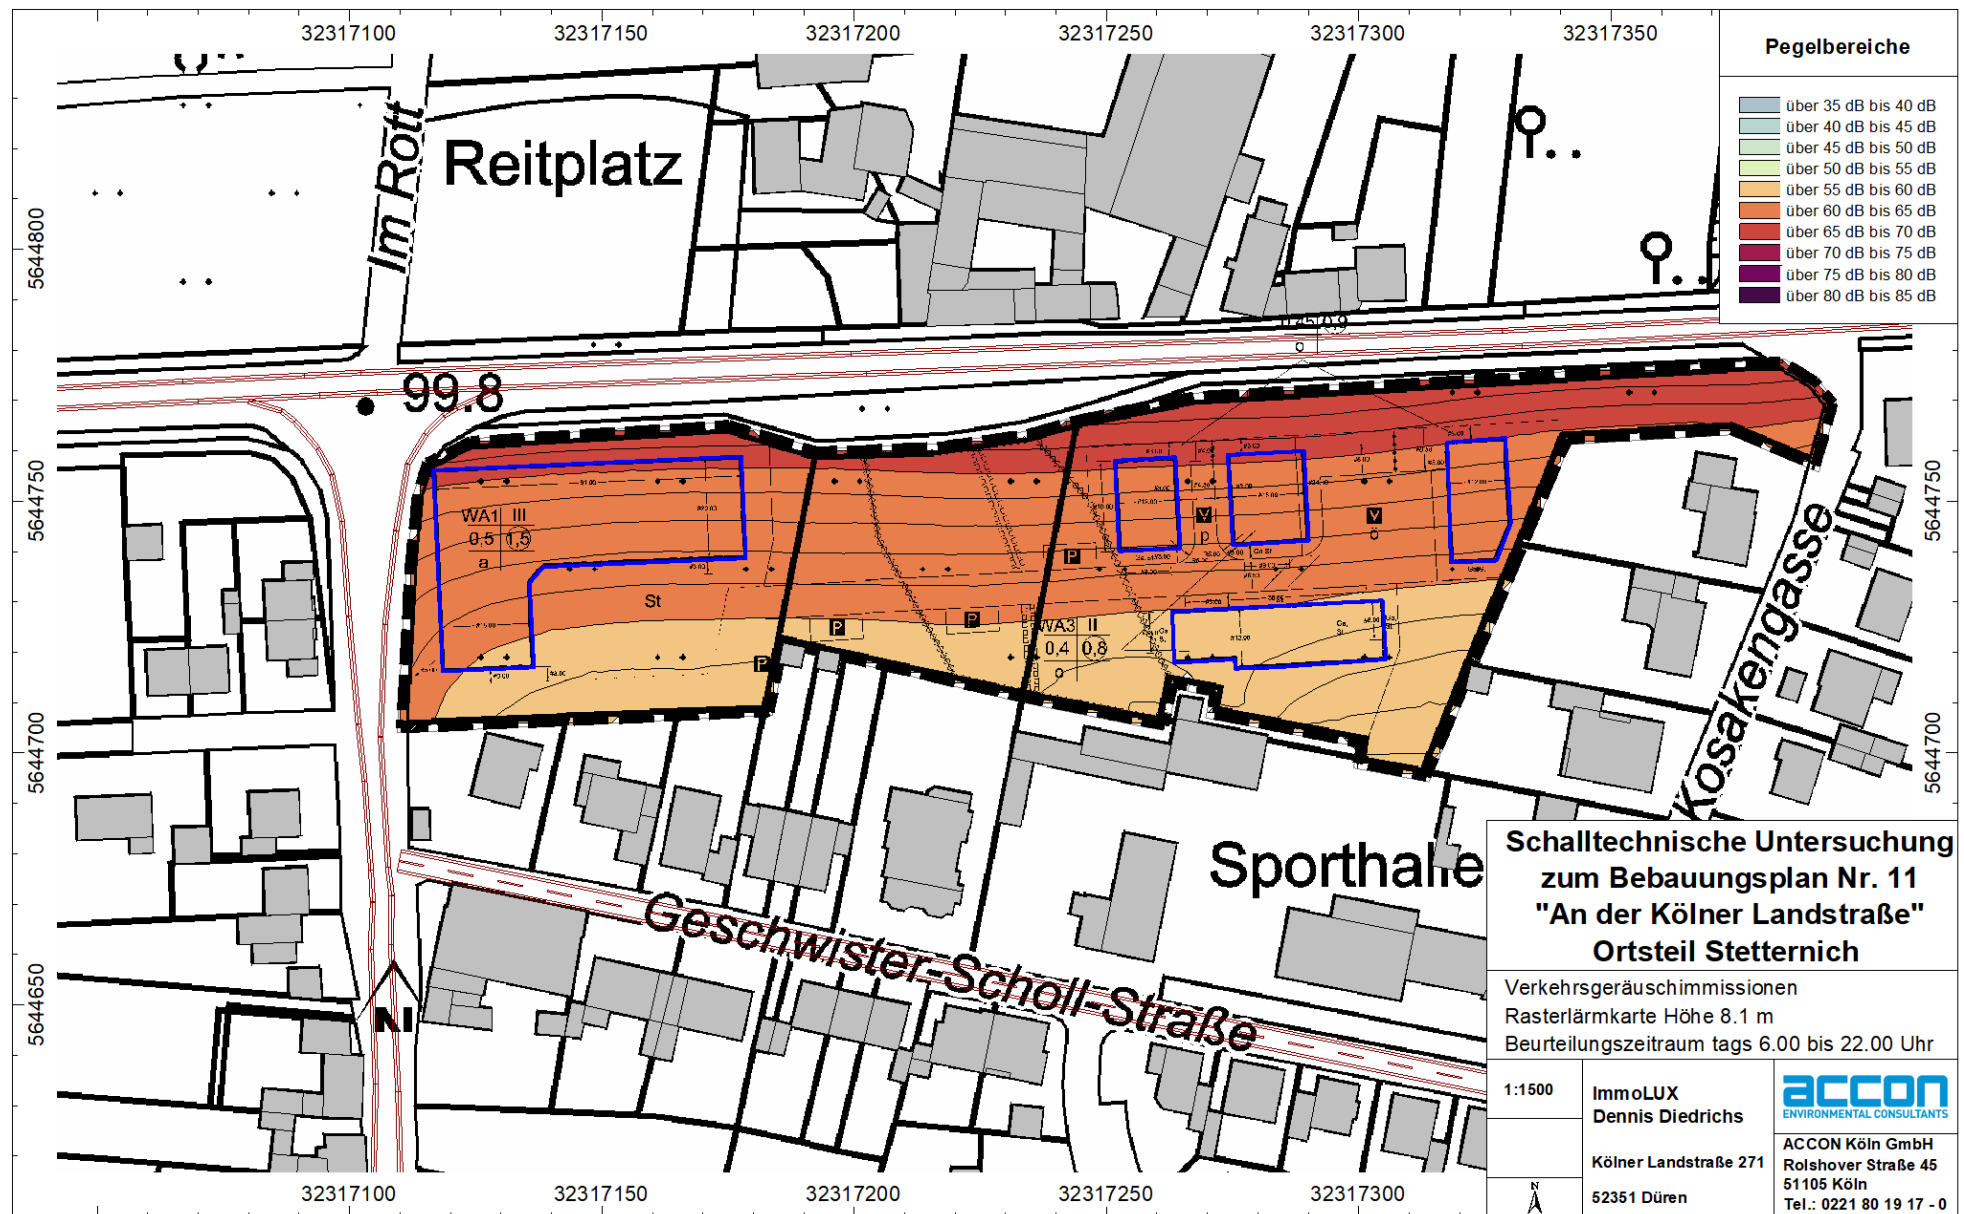 32317100 32317150 32317200 32317250 32317300 32317350
Pegelbereiche
über 35 dB bis 40 dB
über 40 dB bis 45 dB
über 45 dB bis 50 dB
über 50 dB bis 55 dB
über 55 dB bis 60 dB
über 60 dB bis 65 dB
über 65 dB bis 70 dB
über 70 dB bis 75 dB
über 75 dB bis 80 dB
über 80 dB bis 85 dB
Im Rott
Reitplatz
5644800
99.8
5644750
5644750
WA1 III
0,5 1,5
a
St
P
P
P
P
V
p
V
ö
WA3 II
0,4 0,8
o
Kosakengasse
5644700
5644700
Sporthalle
Geschwister-Scholl-Straße
5644650
N
Schalltechnische Untersuchung
zum Bebauungsplan Nr. 11
"An der Kölner Landstraße"
Ortsteil Stetternich
Verkehrsgeräuschimmissionen
Rasterlärmkarte Höhe 8.1 m
Beurteilungszeitraum tags 6.00 bis 22.00 Uhr
1:1500
ImmoLUX
Dennis Diedrichs
Kölner Landstraße 271
52351 Düren
N
accon
ENVIRONMENTAL CONSULTANTS
ACCON Köln GmbH
Rolshover Straße 45
51105 Köln
Tel.: 0221 80 19 17 - 0
32317100 32317150 32317200 32317250 32317300